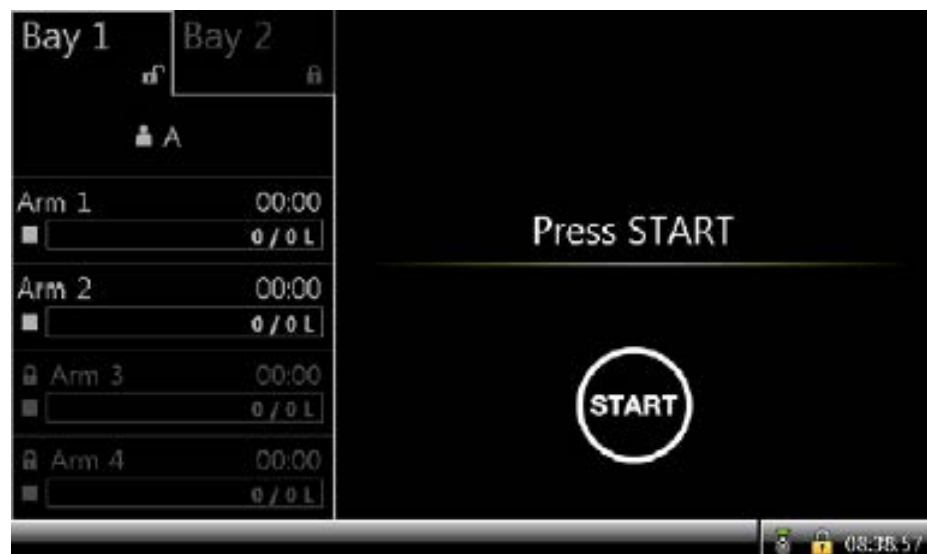 Bay 1
Bay 2
A
Arm 1 00:00
0 / 0 L
Arm 2 00:00
0 / 0 L
Arm 3 00:00
0 / 0 L
Arm 4 00:00
0 / 0 L
Press START
START
08:38:57